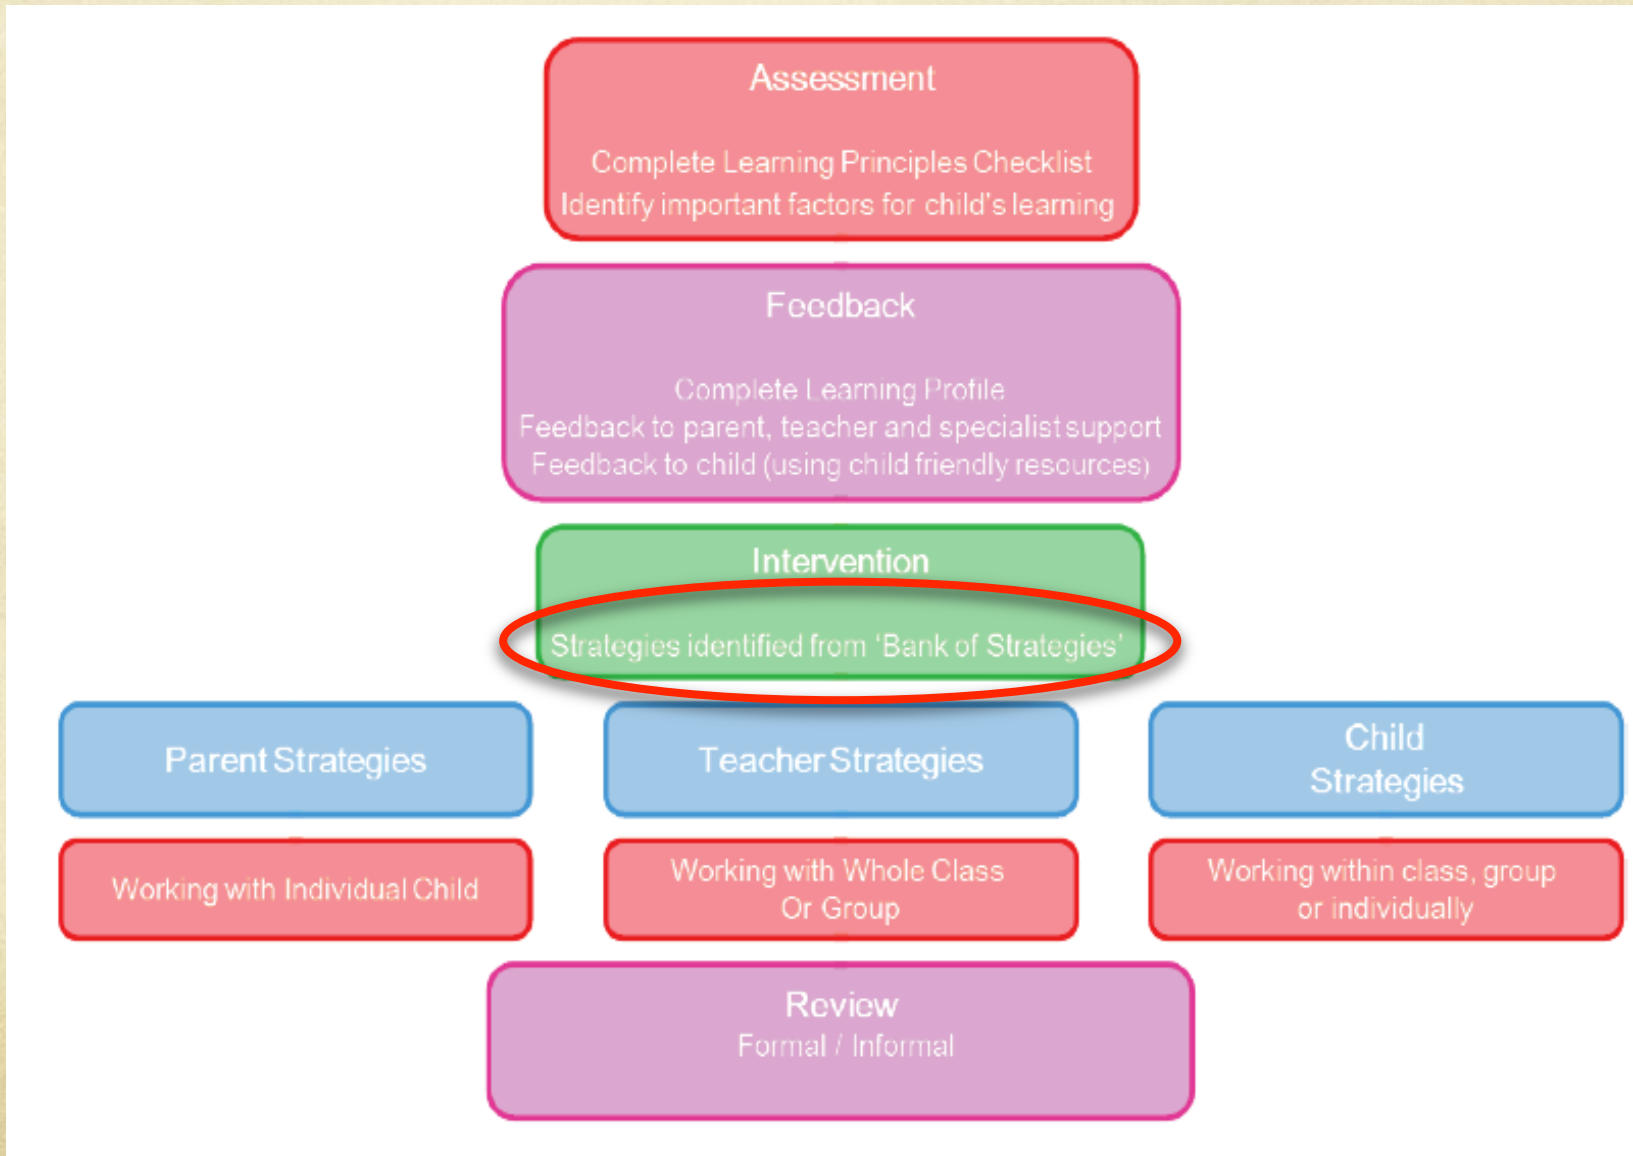 Assessment
Complete Learning Principles Checklist
Identify important factors for child's learning
Feedback
Complete Learning Profile
Feedback to parent, teacher and specialist support
Feedback to child (using child friendly resources)
Intervention
Strategies identified from ‘Bank of Strategies’
Parent Strategies
Teacher Strategies
Child
Strategies
Working with Individual Child
Working with Whole Class
Or Group
Working within class, group
or individually
Review
Formal / Informal